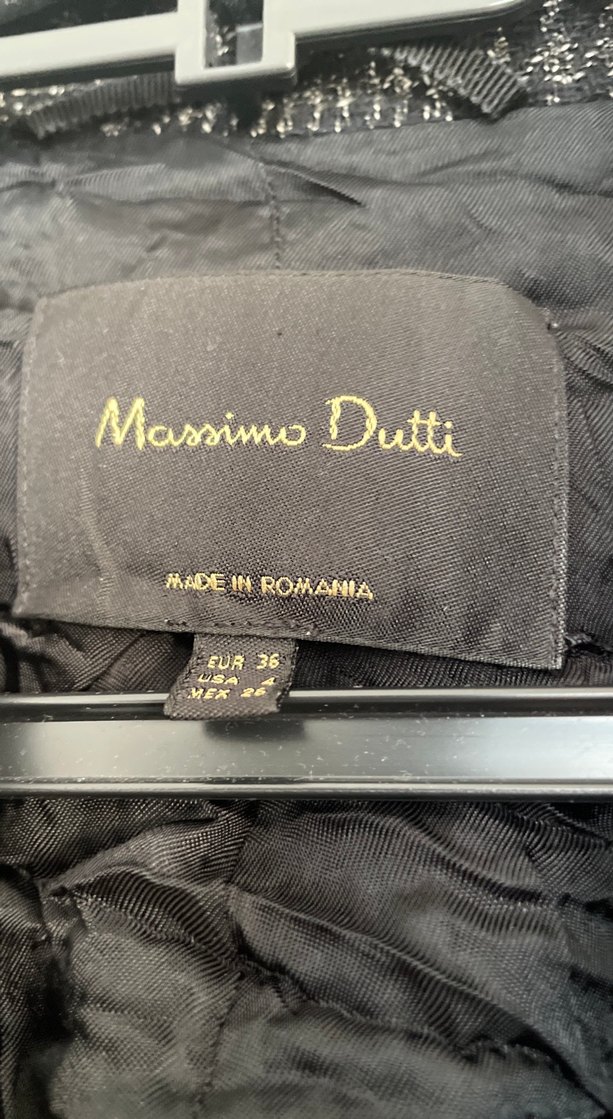 Massimo Dutti
MADE IN ROMANIA
EUR 36
USA 4
MEX 26